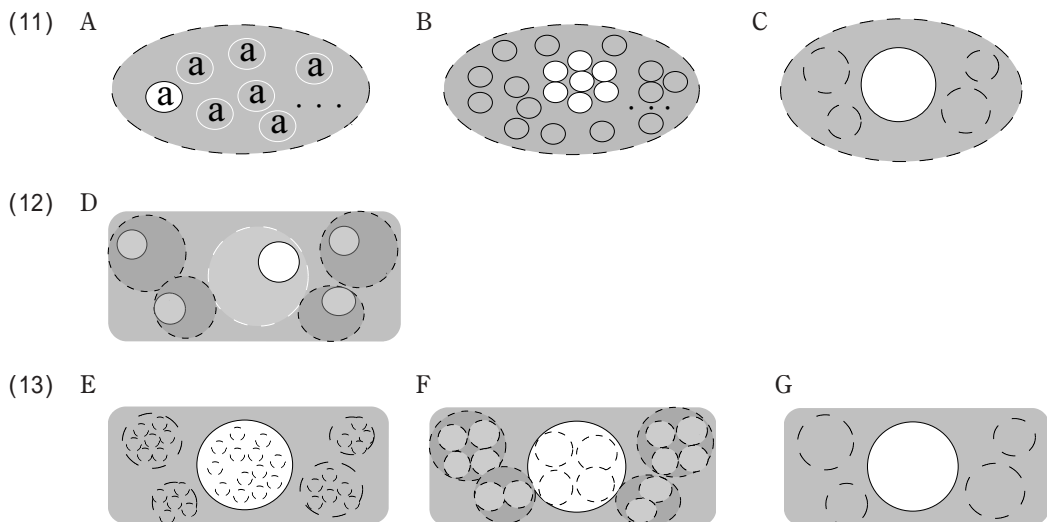 (11) A B C
a a a a a a a . . .
. . .
(12) D
(13) E F G